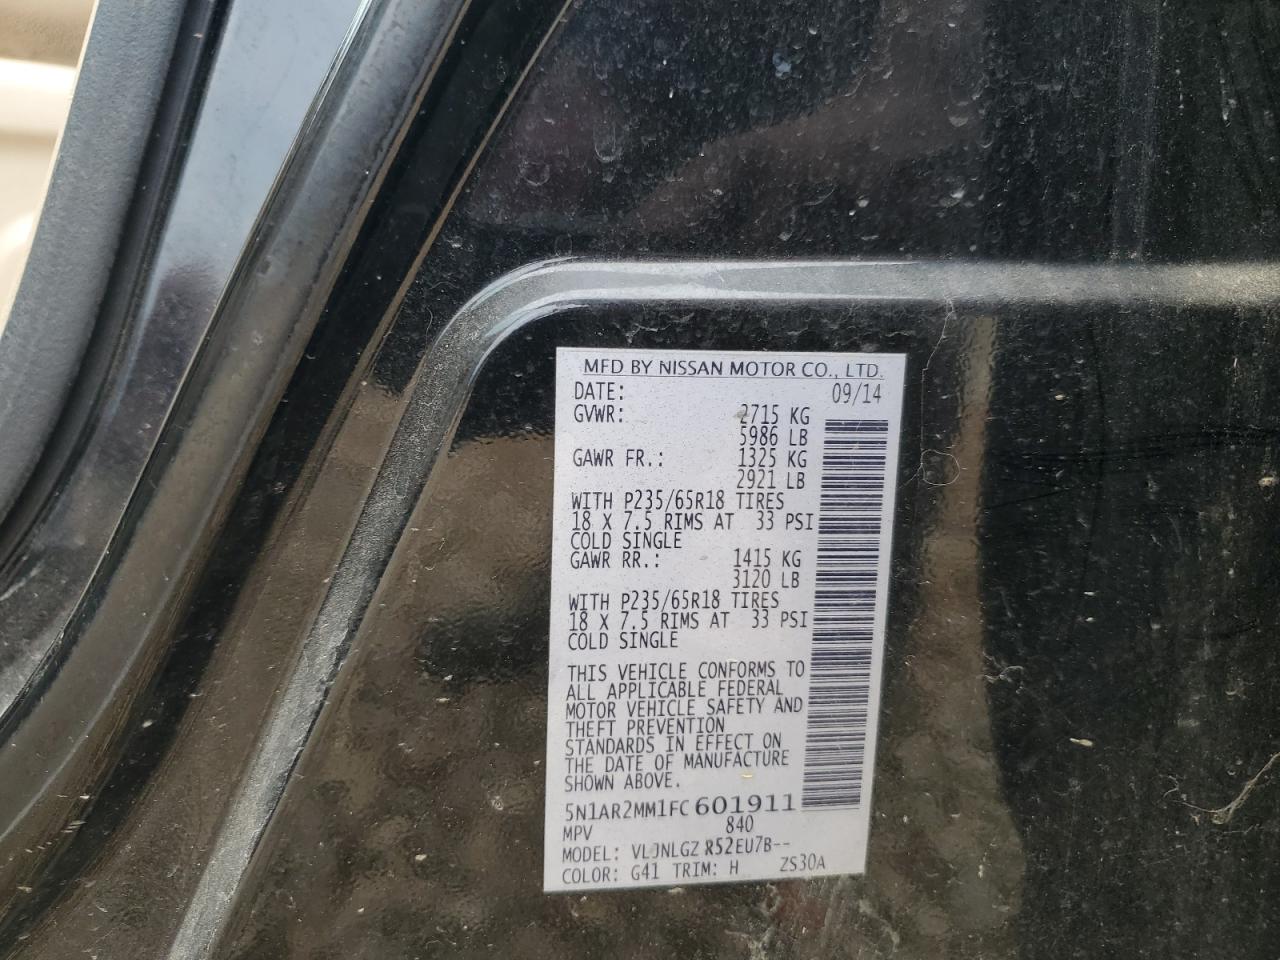 MFD BY NISSAN MOTOR CO., LTD.
DATE: 09/14
GVWR: 2715 KG
5986 LB
GAWR FR.: 1325 KG
2921 LB
WITH P235/65R18 TIRES
18 X 7.5 RIMS AT 33 PSI
COLD SINGLE
GAWR RR.: 1415 KG
3120 LB
WITH P235/65R18 TIRES
18 X 7.5 RIMS AT 33 PSI
COLD SINGLE
THIS VEHICLE CONFORMS TO
ALL APPLICABLE FEDERAL
MOTOR VEHICLE SAFETY AND
THEFT PREVENTION
STANDARDS IN EFFECT ON
THE DATE OF MANUFACTURE
SHOWN ABOVE.
5N1AR2MM1FC601911
MPV 840
MODEL: VLJNLGZ R52EU7B--
COLOR: G41 TRIM: H ZS30A